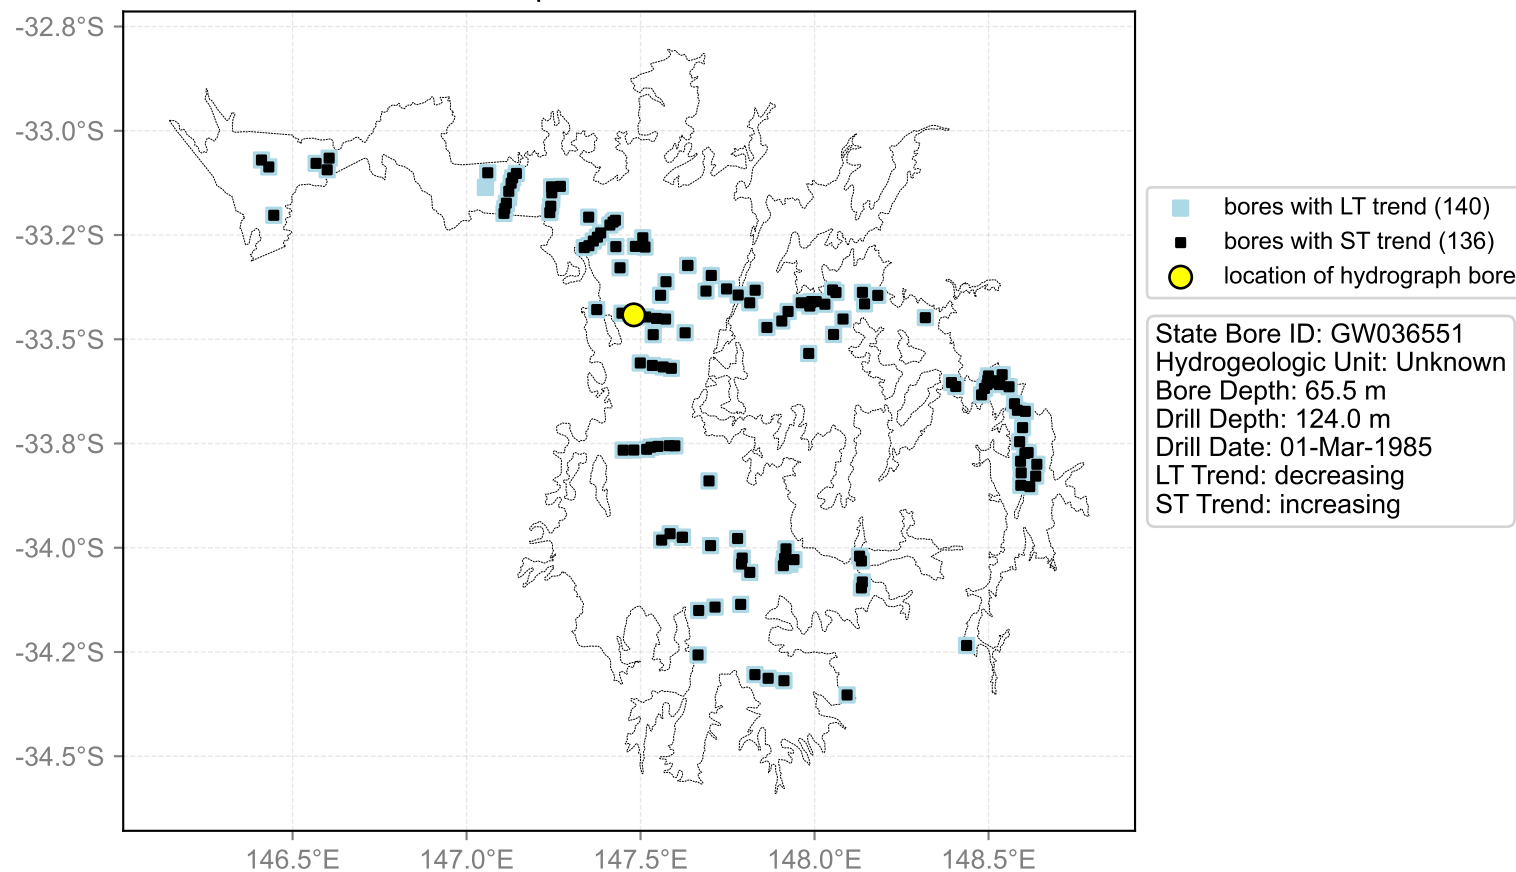 -32.8°S
-33.0°S
-33.2°S
-33.5°S
-33.8°S
-34.0°S
-34.2°S
-34.5°S
146.5°E
147.0°E
147.5°E
148.0°E
148.5°E
bores with LT trend (140)
bores with ST trend (136)
location of hydrograph bore
State Bore ID: GW036551
Hydrogeologic Unit: Unknown
Bore Depth: 65.5 m
Drill Depth: 124.0 m
Drill Date: 01-Mar-1985
LT Trend: decreasing
ST Trend: increasing